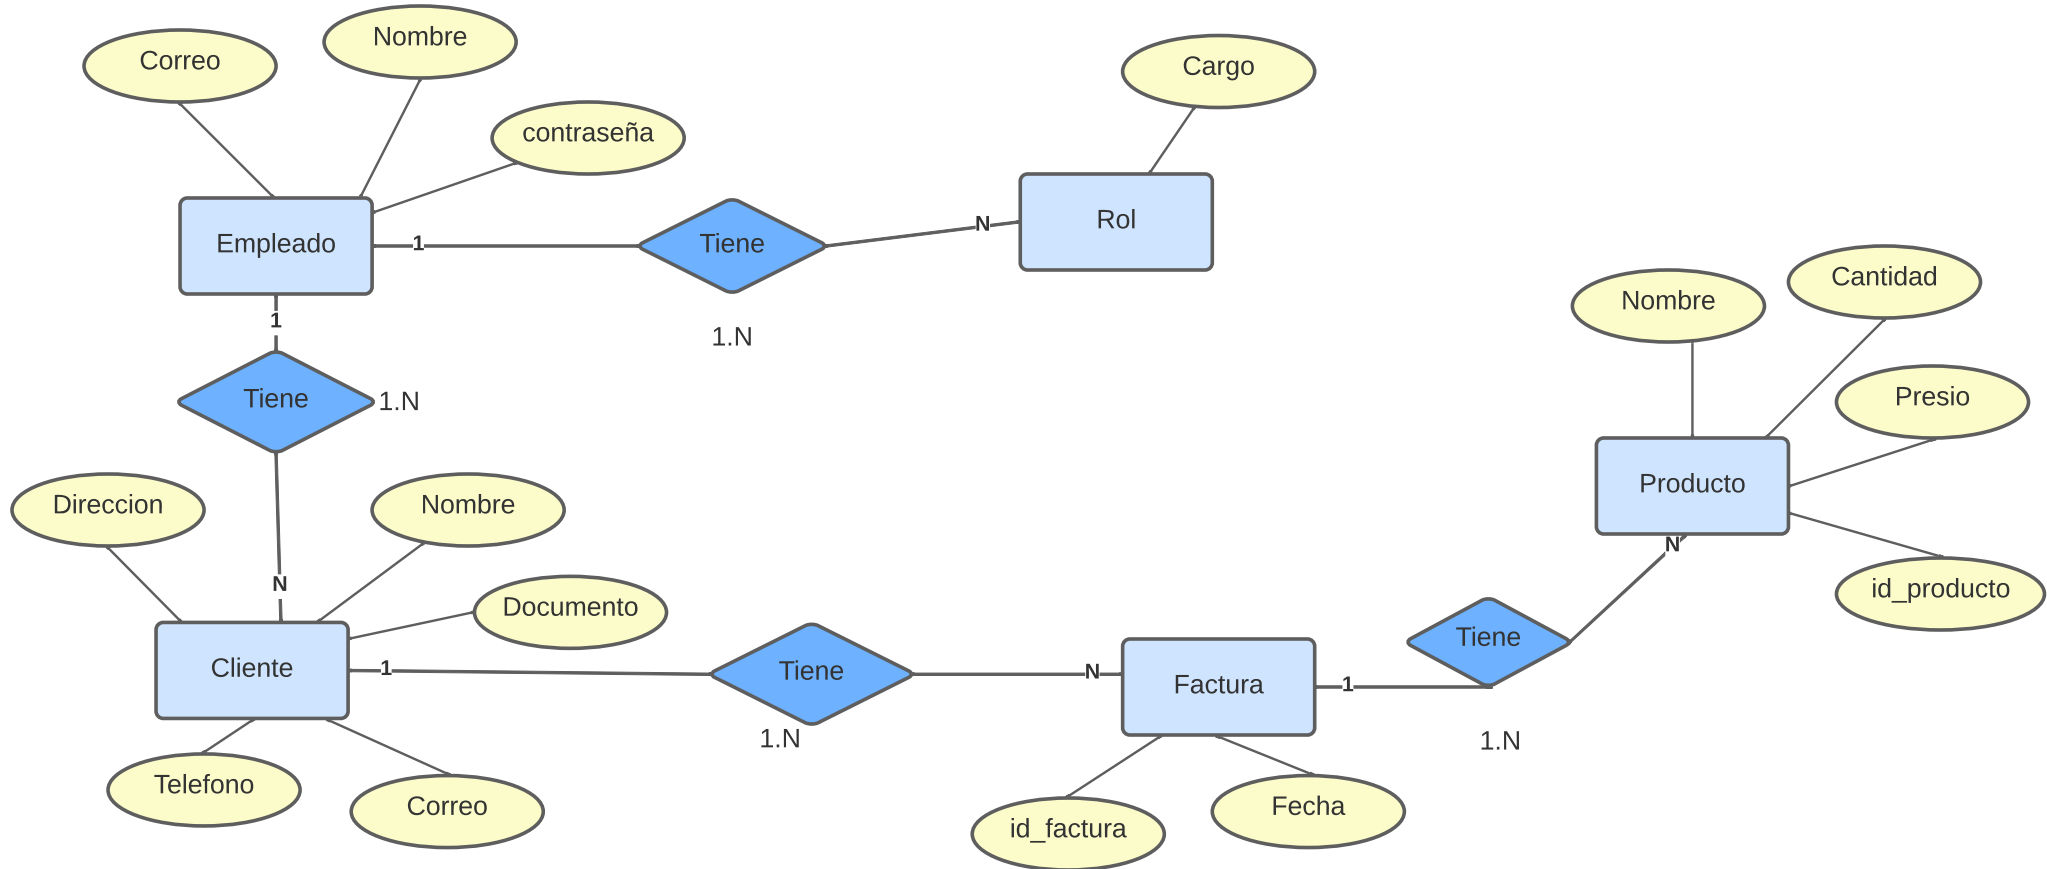 Correo
Nombre
contraseña
Cargo
Empleado
1
Tiene
N
Rol
1.N
1
Tiene
1.N
N
Nombre
Cantidad
Presio
Producto
id_producto
N
Direccion
Nombre
Documento
Cliente
1
Tiene
N
1.N
Factura
1
Tiene
1.N
Telefono
Correo
id_factura
Fecha